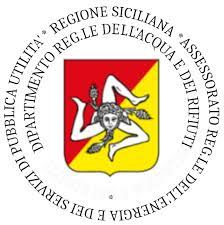 * REGIONE SICILIANA * ASSESSORATO REG.LE DELL'ENERGIA E DEI SERVIZI DI PUBBLICA UTILITA'
DIPARTIMENTO REG.LE DELL'ACQUA E DEI RIFIUTI *